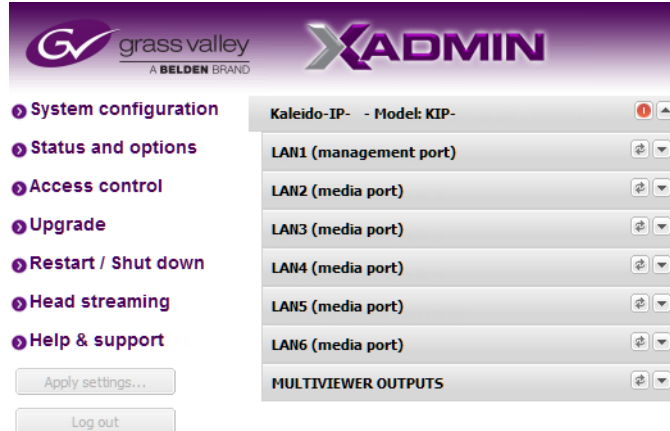 GV grass valley
A BELDEN BRAND
XADMIN
System configuration
Status and options
Access control
Upgrade
Restart / Shut down
Head streaming
Help & support
Apply settings...
Log out
Kaleido-IP- - Model: KIP-
LAN1 (management port)
LAN2 (media port)
LAN3 (media port)
LAN4 (media port)
LAN5 (media port)
LAN6 (media port)
MULTIVIEWER OUTPUTS